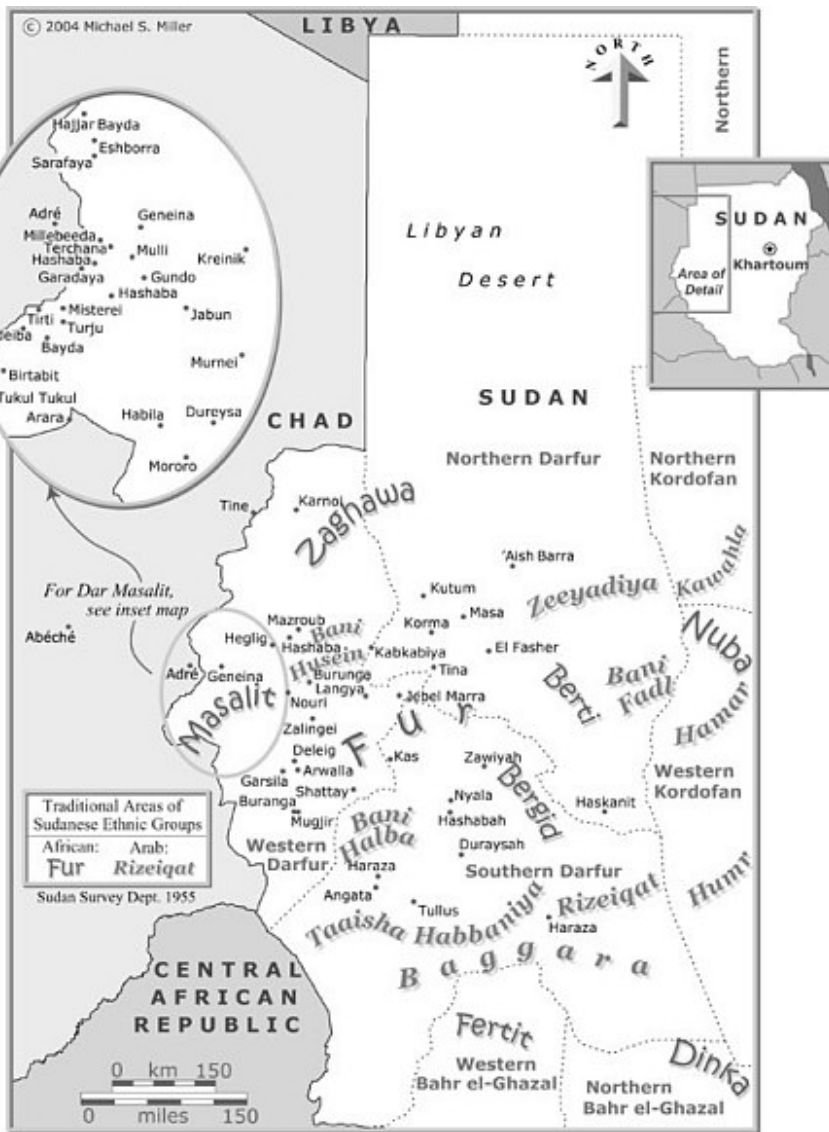 © 2004 Michael S. Miller
LIBYA
NORTH
Northern
Hajjar Bayda
Eshborra
Sarafaya
Adré
Geneina
Millebeeda
Terchana
Mulli
Kreinik
Hashaba
Garadaya
Gundo
Hashaba
Misterei
Jabun
Tirti
Turju
Bayda
Murnei
Birtabit
Tukul Tukul
Arara
Habila
Dureysa
Mororo
SUDAN
Khartoum
Area of
Detail
Libyan
Desert
SUDAN
CHAD
Northern Darfur
Northern
Kordofan
Tine
Karnoi
Zaghawa
'Aish Barra
Kutum
Zeeyadiya
Kawahla
For Dar Masalit,
see inset map
Abéché
Mazroub
Bani
Husein
Heglig
Hashaba
Korma
Masa
Kabkabiya
El Fasher
Nuba
Adré
Geneina
Burunga
Langya
Tina
Bani
Fadl
Masalit
Nouri
Jebel Marra
Berti
Hamar
Zalingei
Fur
Deleig
Arwalla
Kas
Zawiyah
Western
Kordofan
Garsila
Shattay
Bergid
Buranga
Nyala
Haskanit
Mugjir
Hashabah
Traditional Areas of
Sudanese Ethnic Groups
African: Arab:
Fur Rizeiqat
Sudan Survey Dept. 1955
Western
Darfur
Bani
Halba
Duraysah
Haraza
Southern Darfur
Humr
Angata
Tullus
Rizeiqat
Taaisha Habbaniya
Haraza
Baggara
CENTRAL
AFRICAN
REPUBLIC
Fertit
Western
Bahr el-Ghazal
Dinka
Northern
Bahr el-Ghazal
0 km 150
0 miles 150